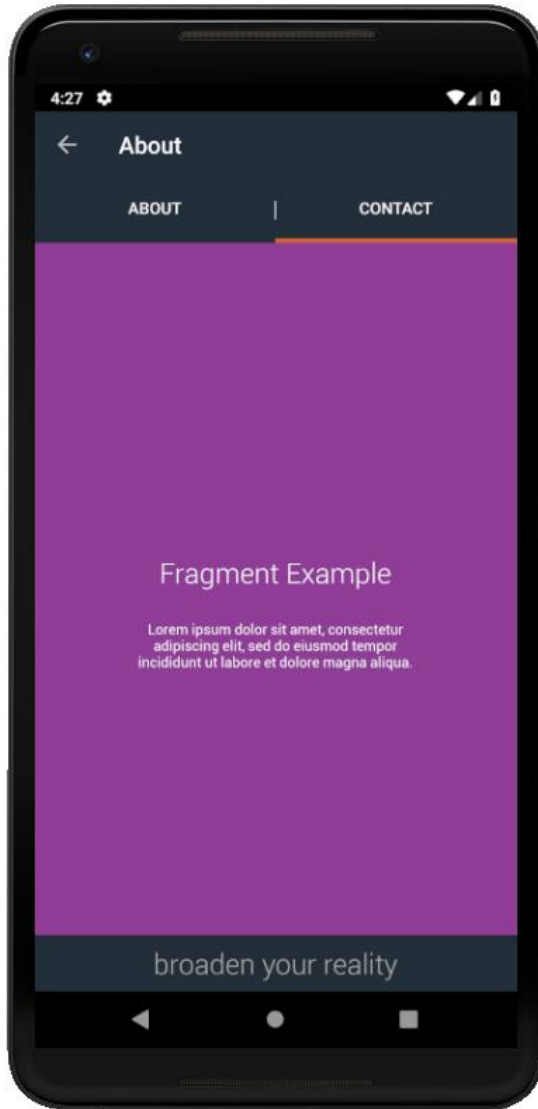 4:27
About
ABOUT | CONTACT
Fragment Example
Lorem ipsum dolor sit amet, consectetur
adipiscing elit, sed do eiusmod tempor
incididunt ut labore et dolore magna aliqua.
broaden your reality